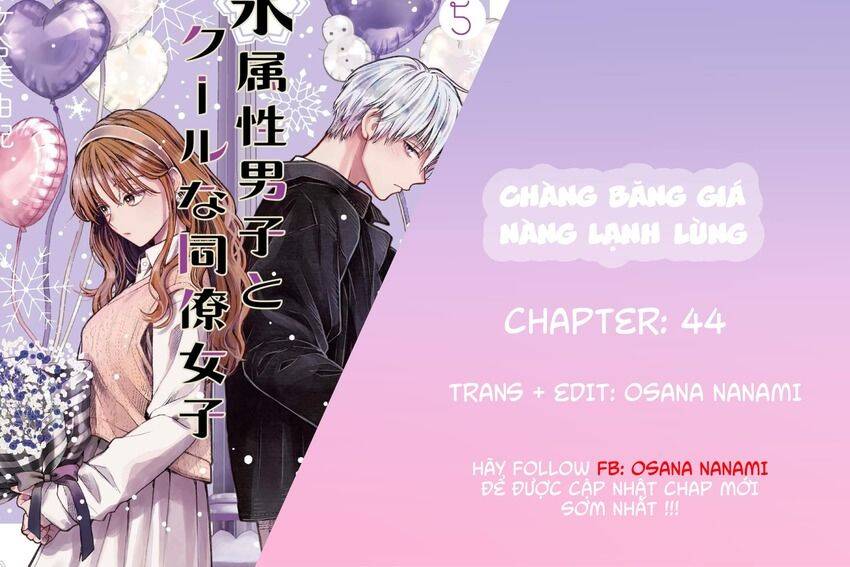 氷属性男子と
クールな同僚女子
5
CHÀNG BĂNG GIÁ
NÀNG LẠNH LÙNG
CHAPTER: 44
TRANS + EDIT: OSANA NANAMI
HÃY FOLLOW FB: OSANA NANAMI
ĐỂ ĐƯỢC CẬP NHẬT CHAP MỚI
SỚM NHẤT !!!